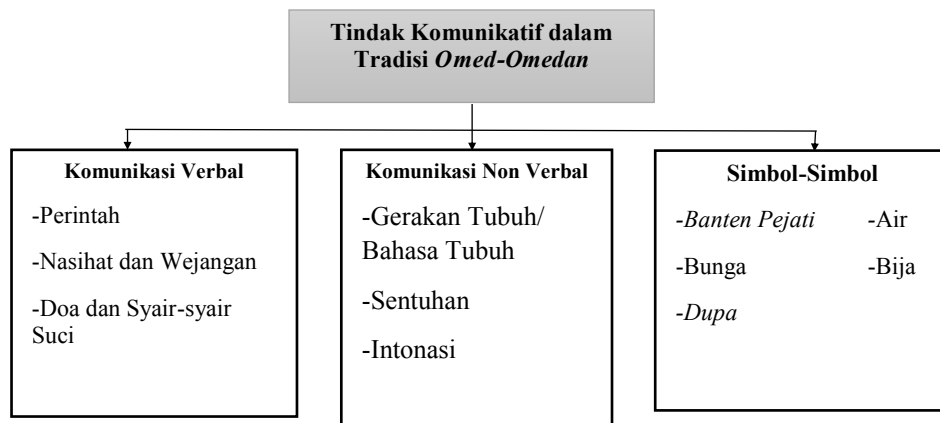 Tindak Komunikatif dalam
Tradisi Omed-Omedan
Komunikasi Verbal
-Perintah
-Nasihat dan Wejangan
-Doa dan Syair-syair
Suci
Komunikasi Non Verbal
-Gerakan Tubuh/
Bahasa Tubuh
-Sentuhan
-Intonasi
Simbol-Simbol
-Banten Pejati -Air
-Bunga -Bija
-Dupa